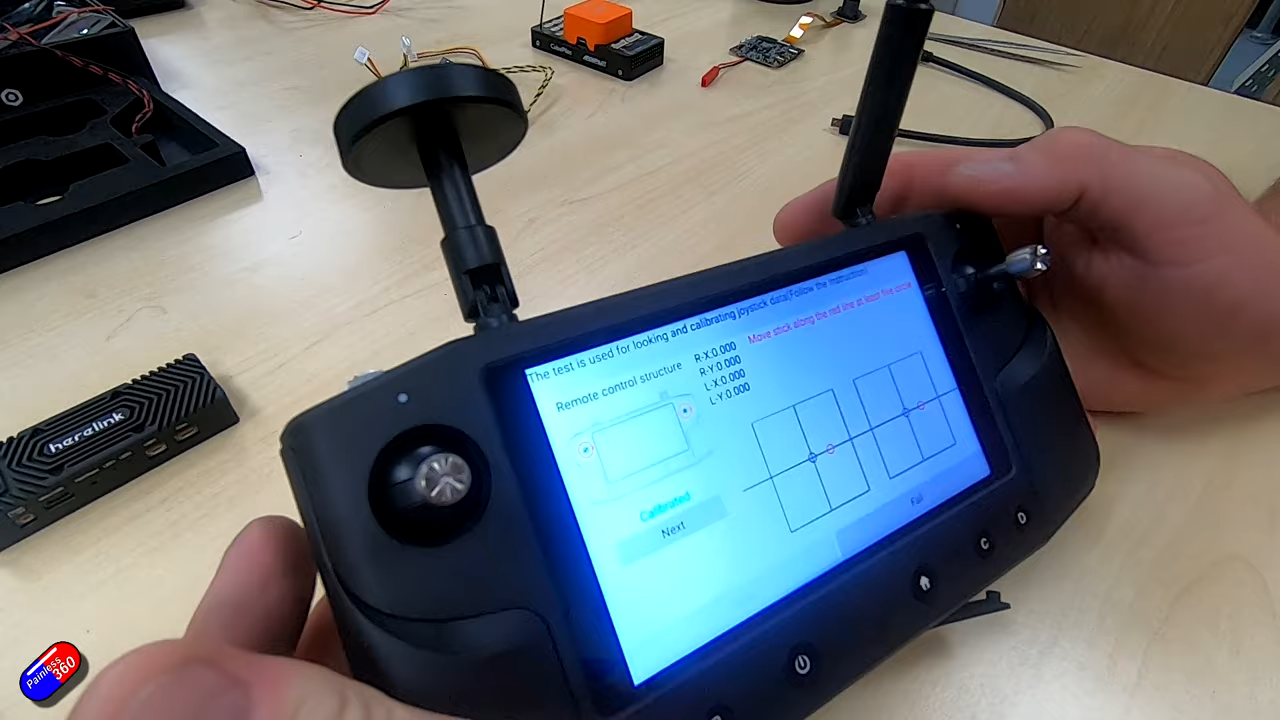 The test is used for looking and calibrating joystick data|Follow the instruction
Move stick along the red line at least five circle
Remote control structure
R-X:0.000
R-Y:0.000
L-X:0.000
L-Y:0.000
Calibrated
Next
Fail
C
D
herelink
Painless
360